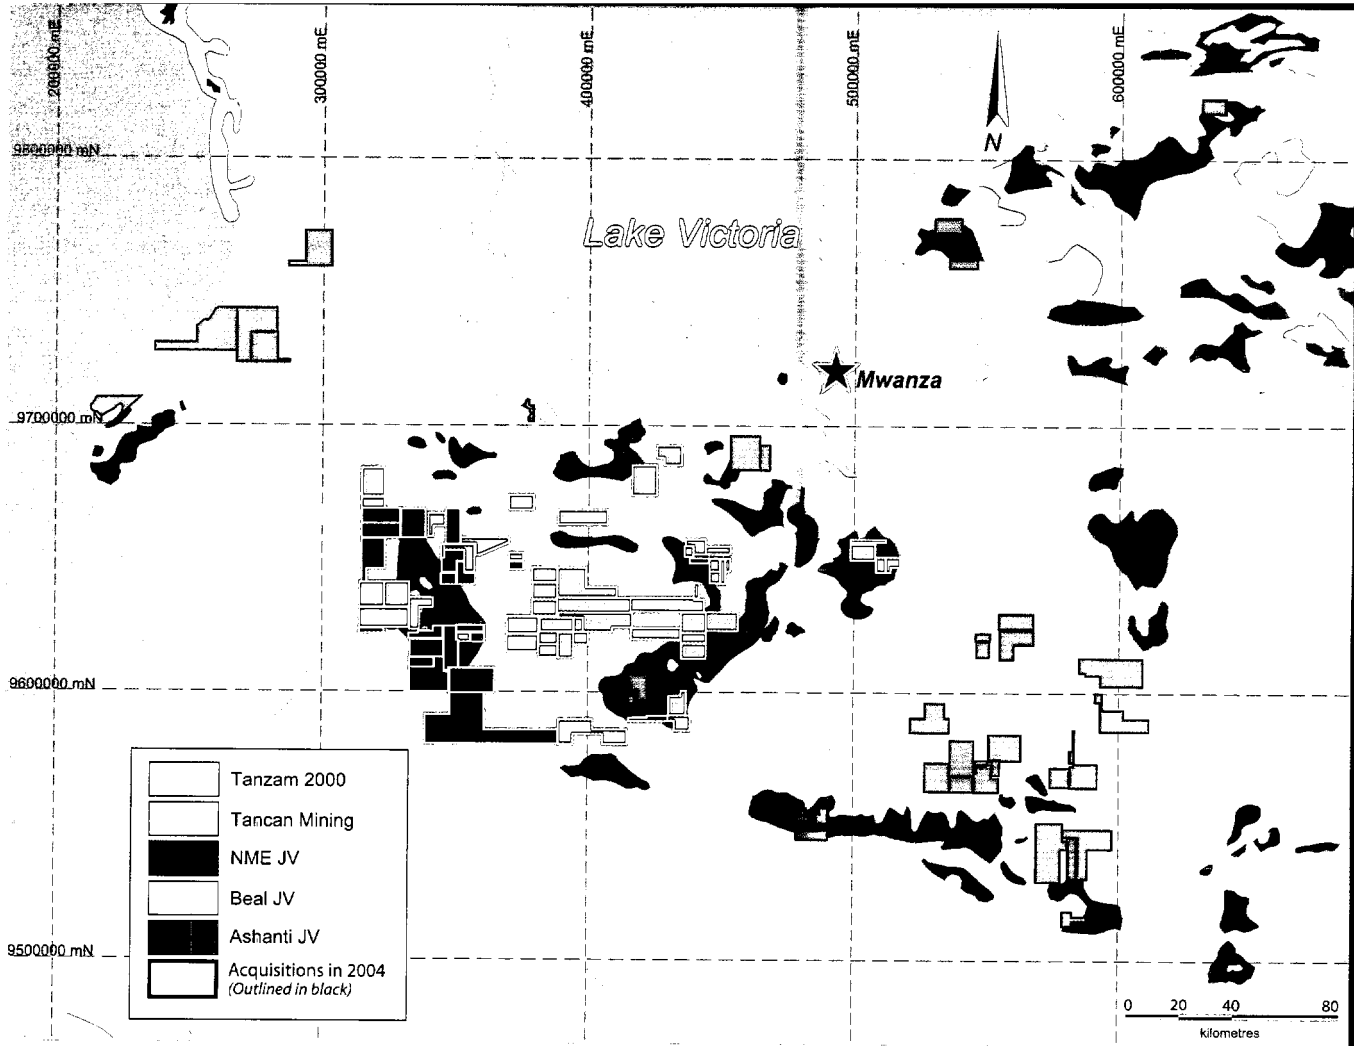 200000 mE
300000 mE
400000 mE
500000 mE
600000 mE
9800000 mN
N
Lake Victoria
Mwanza
9700000 mN
9600000 mN
Tanzam 2000
Tancan Mining
NME JV
Beal JV
Ashanti JV
Acquisitions in 2004
(Outlined in black)
9500000 mN
0 20 40 80
kilometres